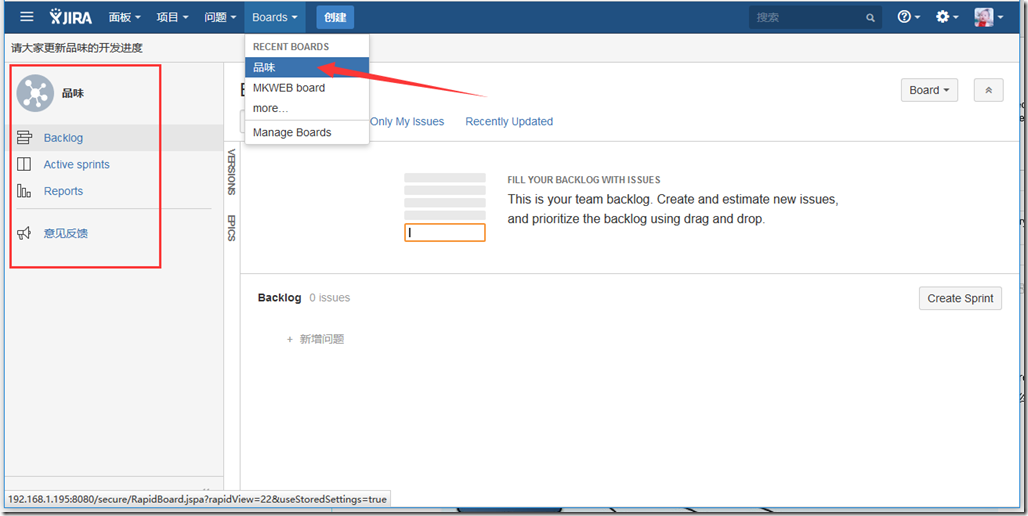 JIRA 面板 项目 问题 Boards 创建 搜索
请大家更新品味的开发进度
RECENT BOARDS
品味
MKWEB board
more...
Manage Boards
品味
Backlog
Active sprints
Reports
意见反馈
Board
Only My Issues Recently Updated
VERSIONS
EPICS
FILL YOUR BACKLOG WITH ISSUES
This is your team backlog. Create and estimate new issues,
and prioritize the backlog using drag and drop.
Backlog 0 issues
Create Sprint
+ 新增问题
192.168.1.195:8080/secure/RapidBoard.jspa?rapidView=22&useStoredSettings=true